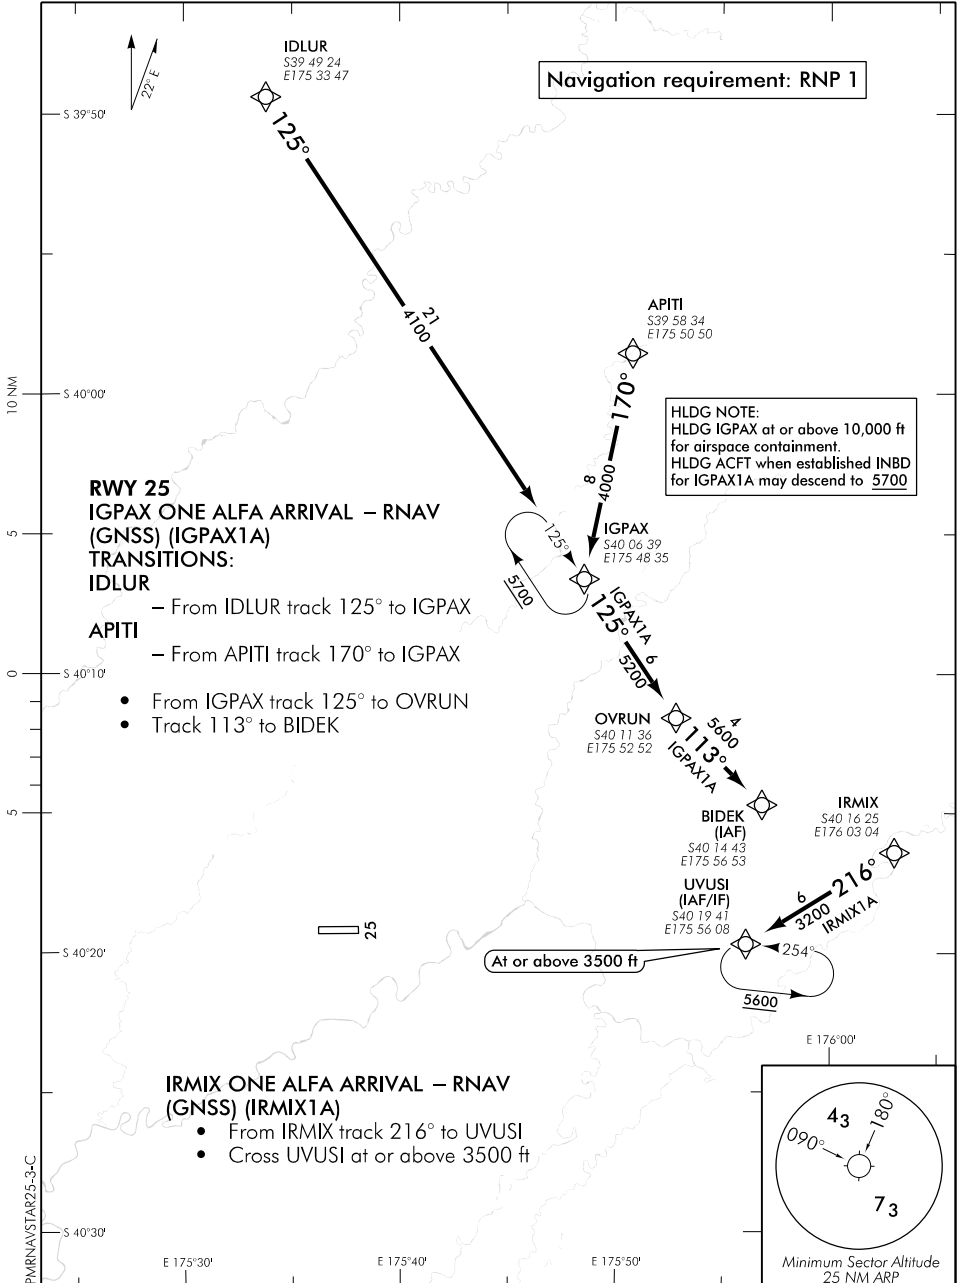 IDLUR
S39 49 24
E175 33 47
22° E
Navigation requirement: RNP 1
S 39°50'
125°
21
4100
APITI
S39 58 34
E175 50 50
170°
8
4000
10 NM
S 40°00'
HLDG NOTE:
HLDG IGPAX at or above 10,000 ft
for airspace containment.
HLDG ACFT when established INBD
for IGPAX1A may descend to 5700
RWY 25
IGPAX ONE ALFA ARRIVAL – RNAV
(GNSS) (IGPAX1A)
TRANSITIONS:
IDLUR
– From IDLUR track 125° to IGPAX
APITI
– From APITI track 170° to IGPAX
• From IGPAX track 125° to OVRUN
• Track 113° to BIDEK
5
IGPAX
S40 06 39
E175 48 35
125°
5700
IGPAX1A
125°
6
5200
0
S 40°10'
OVRUN
S40 11 36
E175 52 52
4
5600
113°
IGPAX1A
5
BIDEK
(IAF)
S40 14 43
E175 56 53
IRMIX
S40 16 25
E176 03 04
216°
6
3200
IRMIX1A
UVUSI
(IAF/IF)
S40 19 41
E175 56 08
25
S 40°20'
At or above 3500 ft
254°
5600
E 176°00'
IRMIX ONE ALFA ARRIVAL – RNAV
(GNSS) (IRMIX1A)
• From IRMIX track 216° to UVUSI
• Cross UVUSI at or above 3500 ft
43
180°
090°
73
Minimum Sector Altitude
25 NM ARP
PMRNAVSTAR25-3-C
S 40°30'
E 175°30'
E 175°40'
E 175°50'